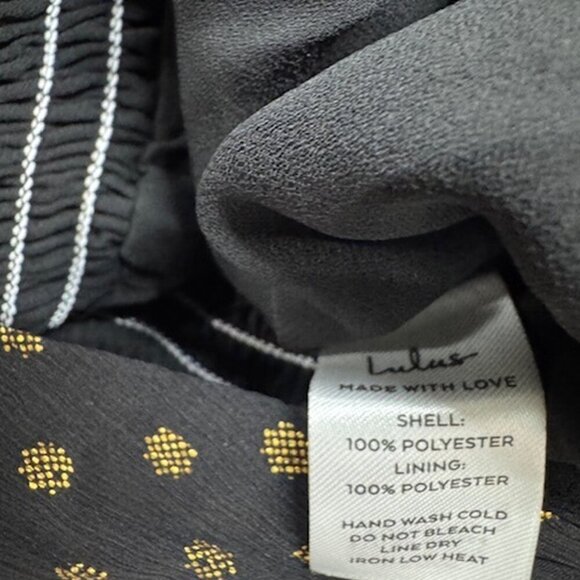 Lulus
MADE WITH LOVE
SHELL:
100% POLYESTER
LINING:
100% POLYESTER
HAND WASH COLD
DO NOT BLEACH
LINE DRY
IRON LOW HEAT